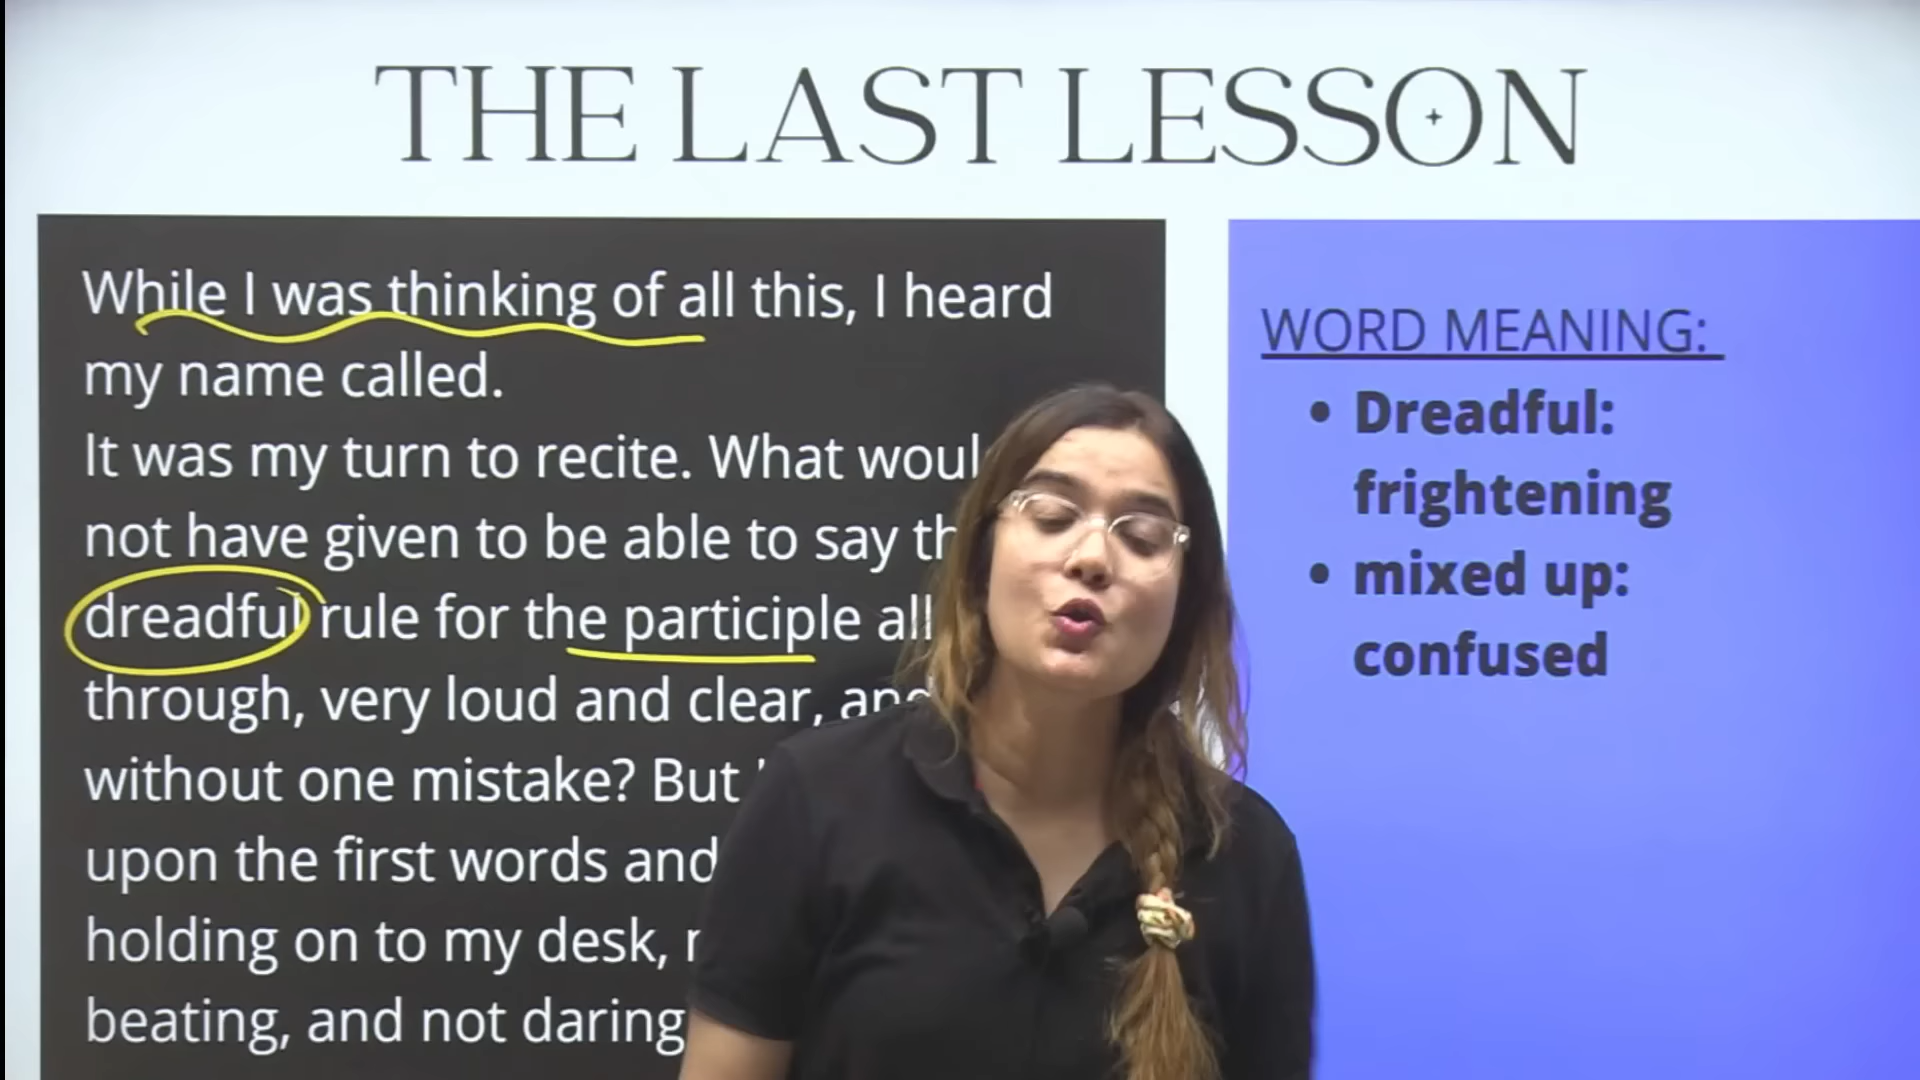 THE LAST LESSON
While I was thinking of all this, I heard
my name called.
It was my turn to recite. What
not have given to be able to say
dreadful rule for the participle all
through, very loud and clear,
without one mistake? But
upon the first words and
holding on to my desk,
beating, and not daring
WORD MEANING:
• Dreadful:
frightening
• mixed up:
confused